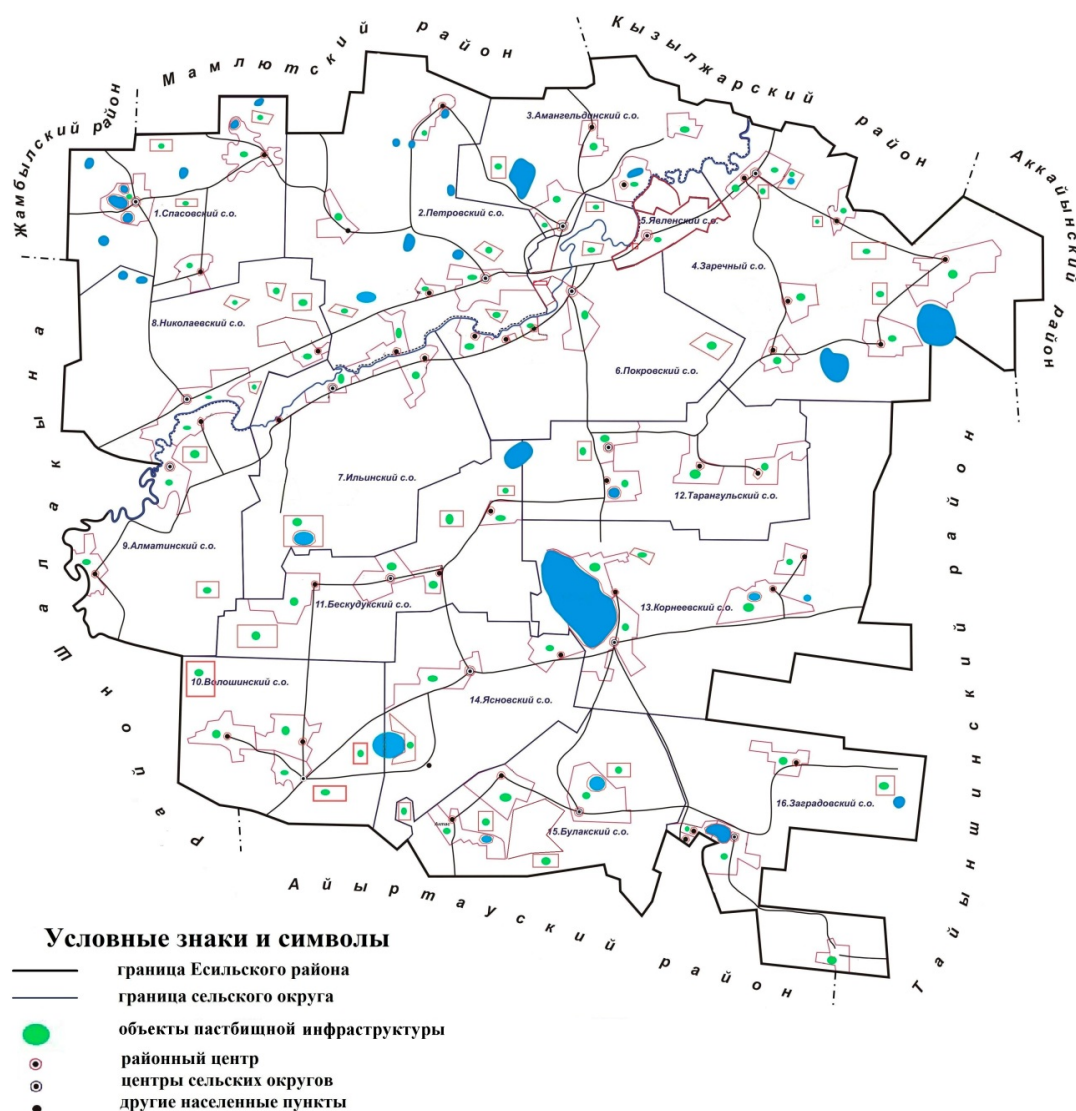 Кызылжарский район
Мамлютский район
Жамбылский район
Аккайынский район
3.Амангельдинский с.о.
1.Спасовский с.о.
2.Петровский с.о.
5.Явленский с.о.
4.Заречный с.о.
8.Николаевский с.о.
6.Покровский с.о.
7.Ильинский с.о.
12.Тарангульский с.о.
9.Алматинский с.о.
11.Бескудукский с.о.
13.Корнеевский с.о.
10.Волошинский с.о.
14.Ясновский с.о.
16.Заградовский с.о.
15.Булакский с.о.
Шал акына район
Айыртауский район
Тайыншинский район
Условные знаки и символы
граница Есильского района
граница сельского округа
объекты пастбищной инфраструктуры
районный центр
центры сельских округов
другие населенные пункты